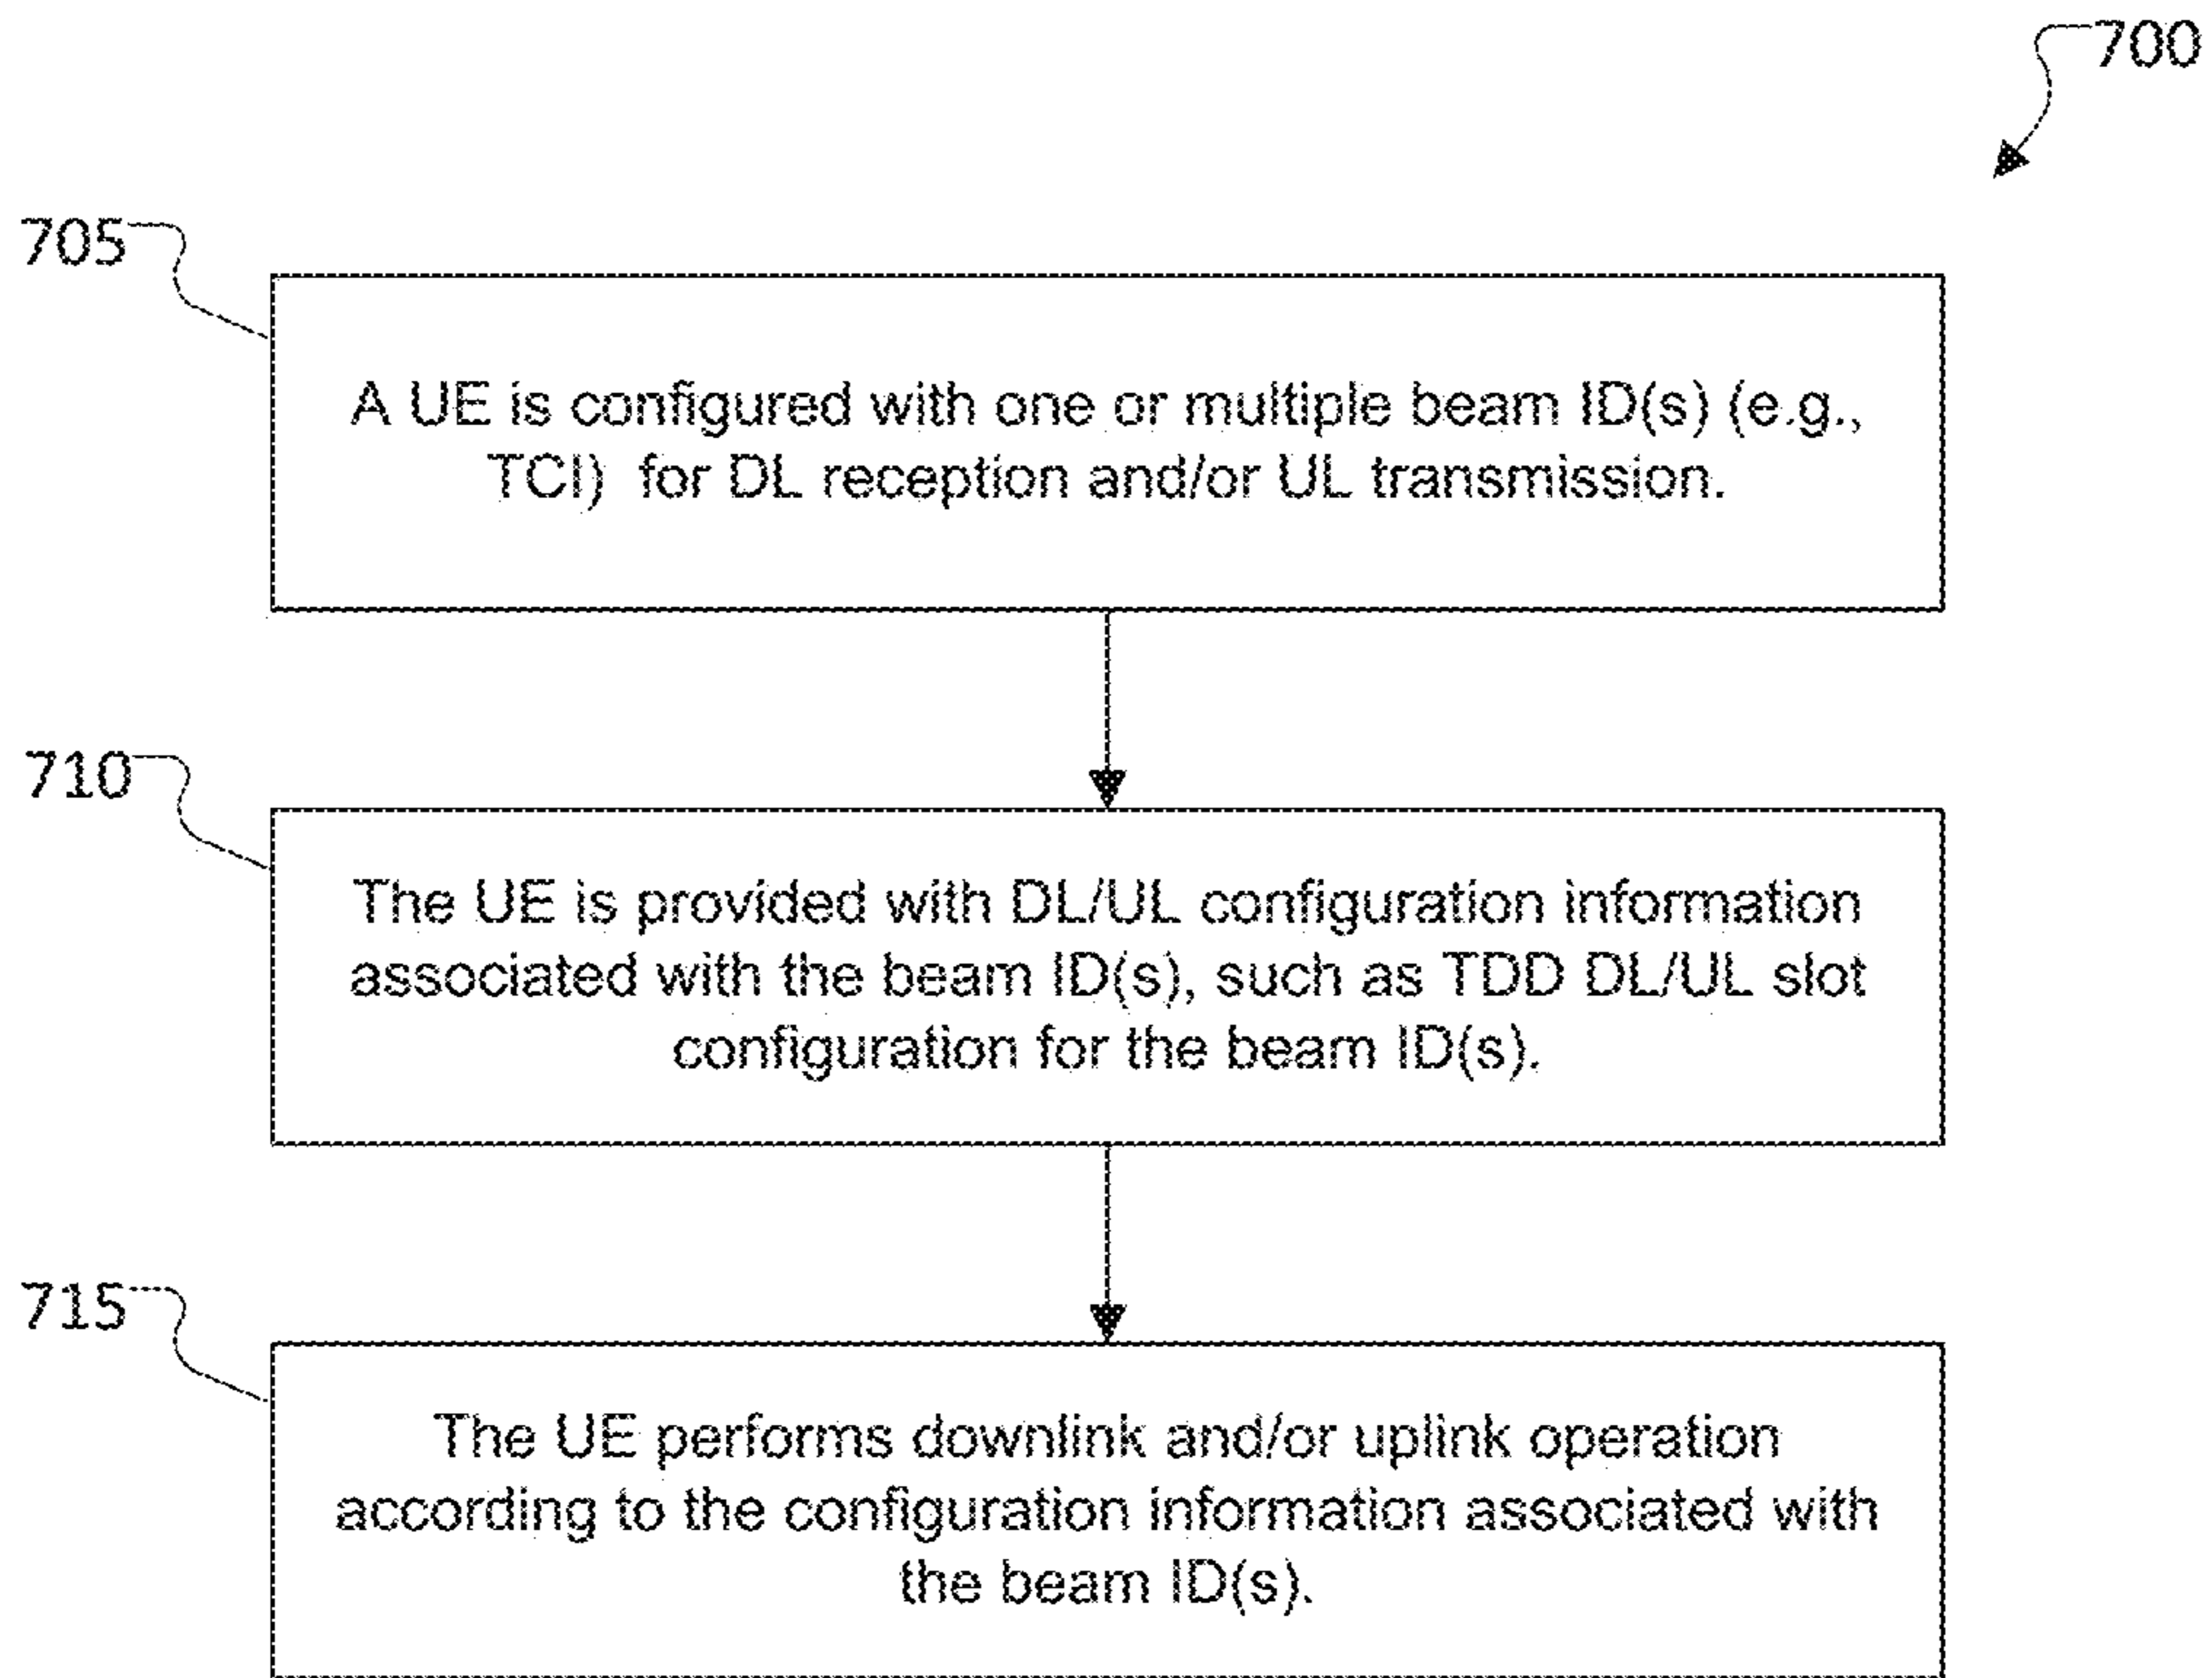 700
705
A UE is configured with one or multiple beam ID(s) (e.g.,
TCI) for DL reception and/or UL transmission.
710
The UE is provided with DL/UL configuration information
associated with the beam ID(s), such as TDD DL/UL slot
configuration for the beam ID(s).
715
The UE performs downlink and/or uplink operation
according to the configuration information associated with
the beam ID(s).